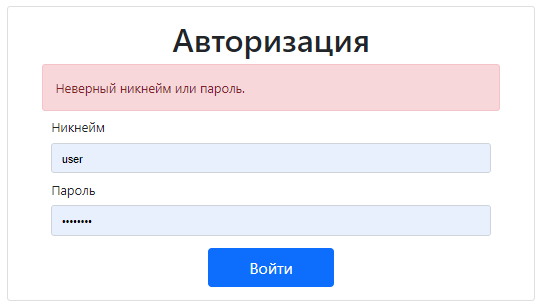 Авторизация
Неверный никнейм или пароль.
Никнейм
user
Пароль
••••••••
Войти